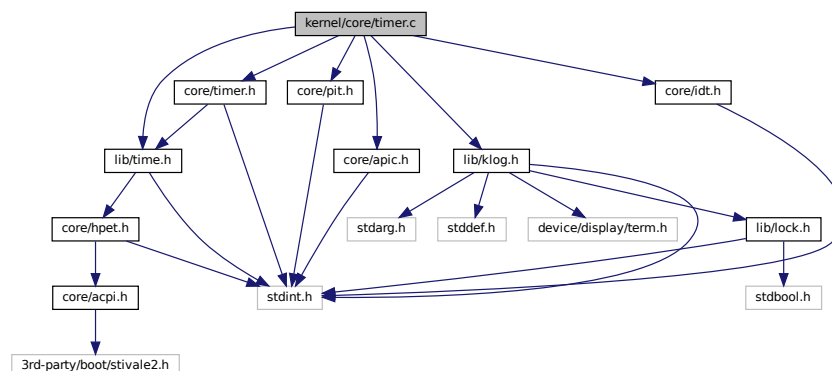 kernel/core/timer.c
core/timer.h
core/pit.h
core/idt.h
lib/time.h
core/apic.h
lib/klog.h
core/hpet.h
stdarg.h
stddef.h
device/display/term.h
lib/lock.h
core/acpi.h
stdint.h
stdbool.h
3rd-party/boot/stivale2.h